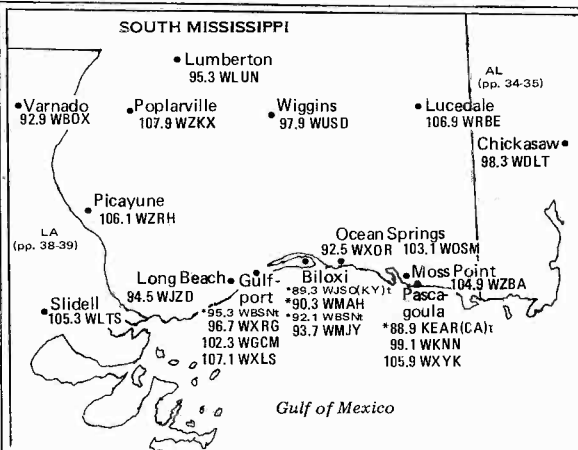 SOUTH MISSISSIPPI
Lumberton
95.3 WLUN
AL
(pp. 34-35)
Varnado
92.9 WBOX
Poplarville
107.9 WZKX
Wiggins
97.9 WUSD
Lucedale
106.9 WRBE
Chickasaw
98.3 WDLT
Picayune
106.1 WZRH
LA
(pp. 38-39)
Ocean Springs
92.5 WXOR 103.1 WOSM
Long Beach
94.5 WJZD
Gulf-
port
*95.3 WBSNt
96.7 WXRG
102.3 WGCM
107.1 WXLS
Biloxi
*89.3 WJSO(KY)t
*90.3 WMAH
*92.1 WBSNt
93.7 WMJY
Moss Point
104.9 WZBA
Pasca-
goula
*88.9 KEAR(CA)t
99.1 WKNN
105.9 WXYK
Slidell
105.3 WLTS
Gulf of Mexico